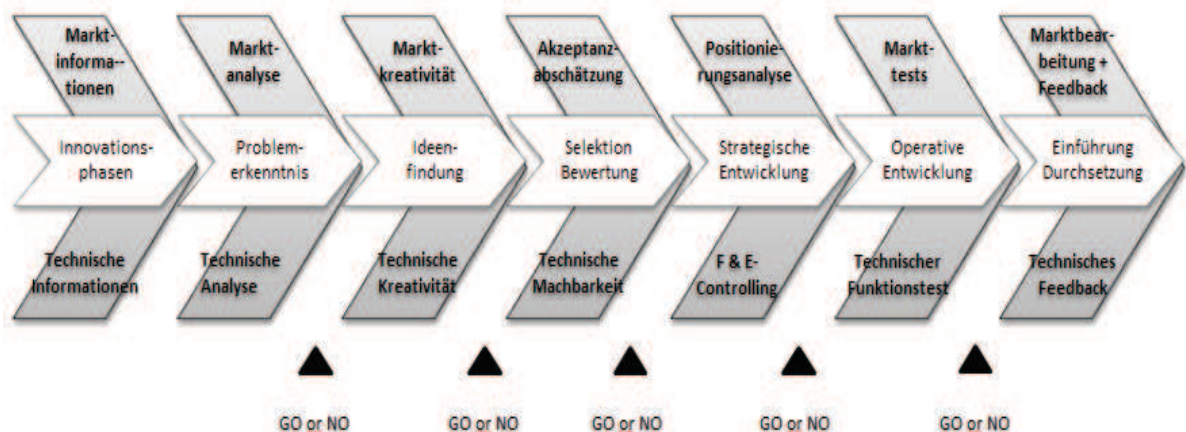 Markt-
informa--
tionen
Markt-
analyse
Markt-
kreativität
Akzeptanz-
abschätzung
Positionie-
rungsanalyse
Markt-
tests
Marktbear-
beitung +
Feedback
Innovations-
phasen
Problem-
erkenntnis
Ideen-
findung
Selektion
Bewertung
Strategische
Entwicklung
Operative
Entwicklung
Einführung
Durchsetzung
Technische
Informationen
Technische
Analyse
Technische
Kreativität
Technische
Machbarkeit
F & E-
Controlling
Technischer
Funktionstest
Technisches
Feedback
GO or NO
GO or NO
GO or NO
GO or NO
GO or NO